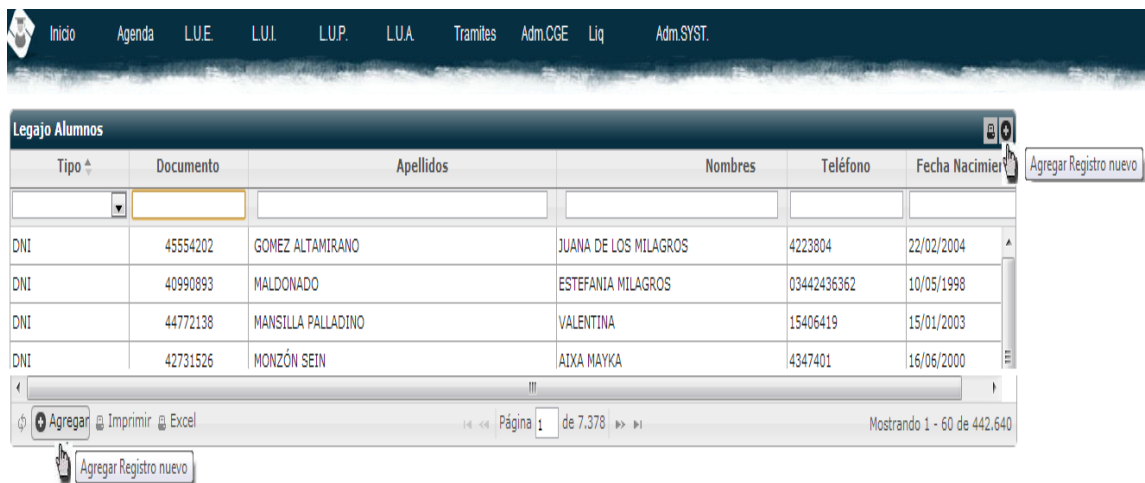 Inicio Agenda L.U.E. L.U.I. L.U.P. L.U.A. Tramites Adm.CGE Liq Adm.SYST.
Legajo Alumnos
Agregar Registro nuevo
Tipo Documento Apellidos Nombres Teléfono Fecha Nacimier
DNI 45554202 GOMEZ ALTAMIRANO JUANA DE LOS MILAGROS 4223804 22/02/2004
DNI 40990893 MALDONADO ESTEFANIA MILAGROS 03442436362 10/05/1998
DNI 44772138 MANSILLA PALLADINO VALENTINA 15406419 15/01/2003
DNI 42731526 MONZÓN SEIN AIXA MAYKA 4347401 16/06/2000
Agregar Imprimir Excel Página 1 de 7.378 Mostrando 1 - 60 de 442.640
Agregar Registro nuevo